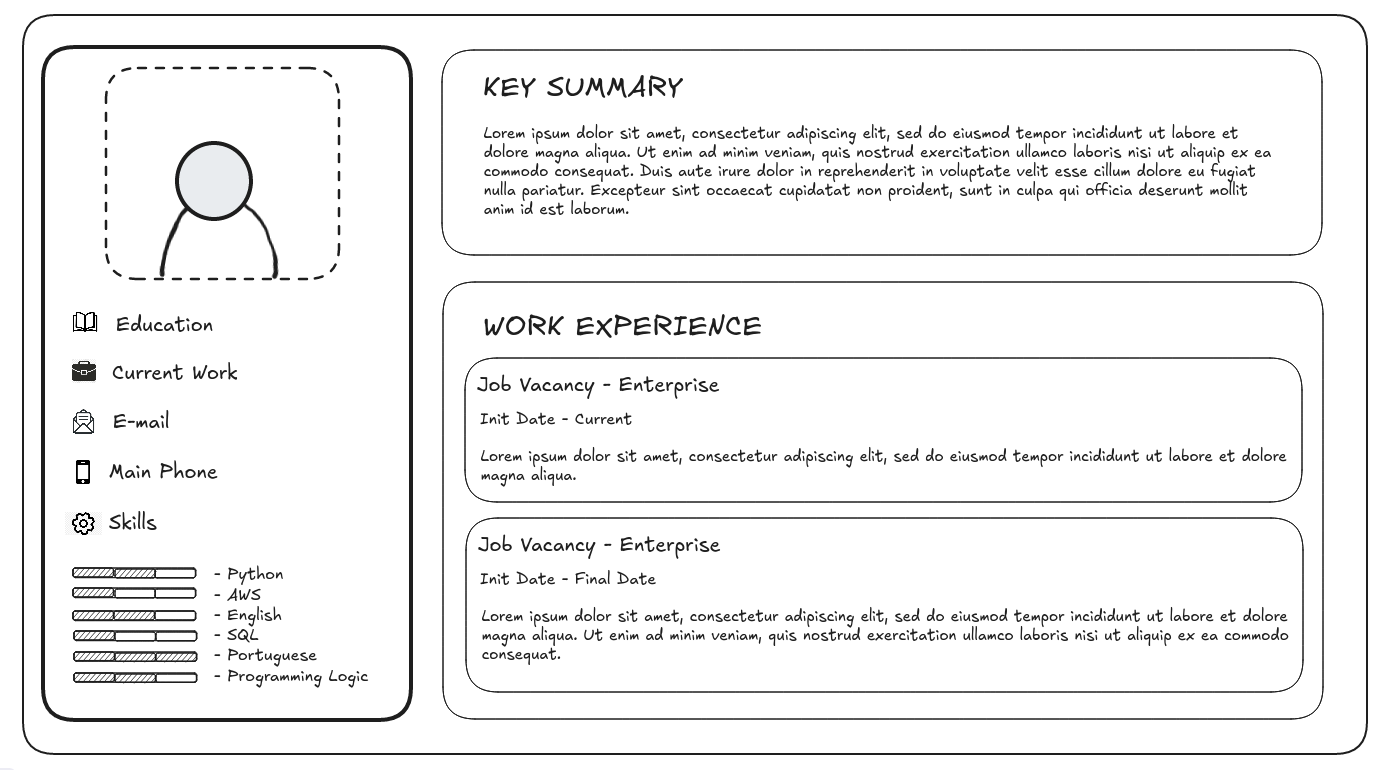 Education
Current Work
E-mail
Main Phone
Skills
- Python
- AWS
- English
- SQL
- Portuguese
- Programming Logic
KEY SUMMARY
Lorem ipsum dolor sit amet, consectetur adipiscing elit, sed do eiusmod tempor incididunt ut labore et
dolore magna aliqua. Ut enim ad minim veniam, quis nostrud exercitation ullamco laboris nisi ut aliquip ex ea
commodo consequat. Duis aute irure dolor in reprehenderit in voluptate velit esse cillum dolore eu fugiat
nulla pariatur. Excepteur sint occaecat cupidatat non proident, sunt in culpa qui officia deserunt mollit
anim id est laborum.
WORK EXPERIENCE
Job Vacancy - Enterprise
Init Date - Current
Lorem ipsum dolor sit amet, consectetur adipiscing elit, sed do eiusmod tempor incididunt ut labore et dolore
magna aliqua.
Job Vacancy - Enterprise
Init Date - Final Date
Lorem ipsum dolor sit amet, consectetur adipiscing elit, sed do eiusmod tempor incididunt ut labore et dolore
magna aliqua. Ut enim ad minim veniam, quis nostrud exercitation ullamco laboris nisi ut aliquip ex ea commodo
consequat.